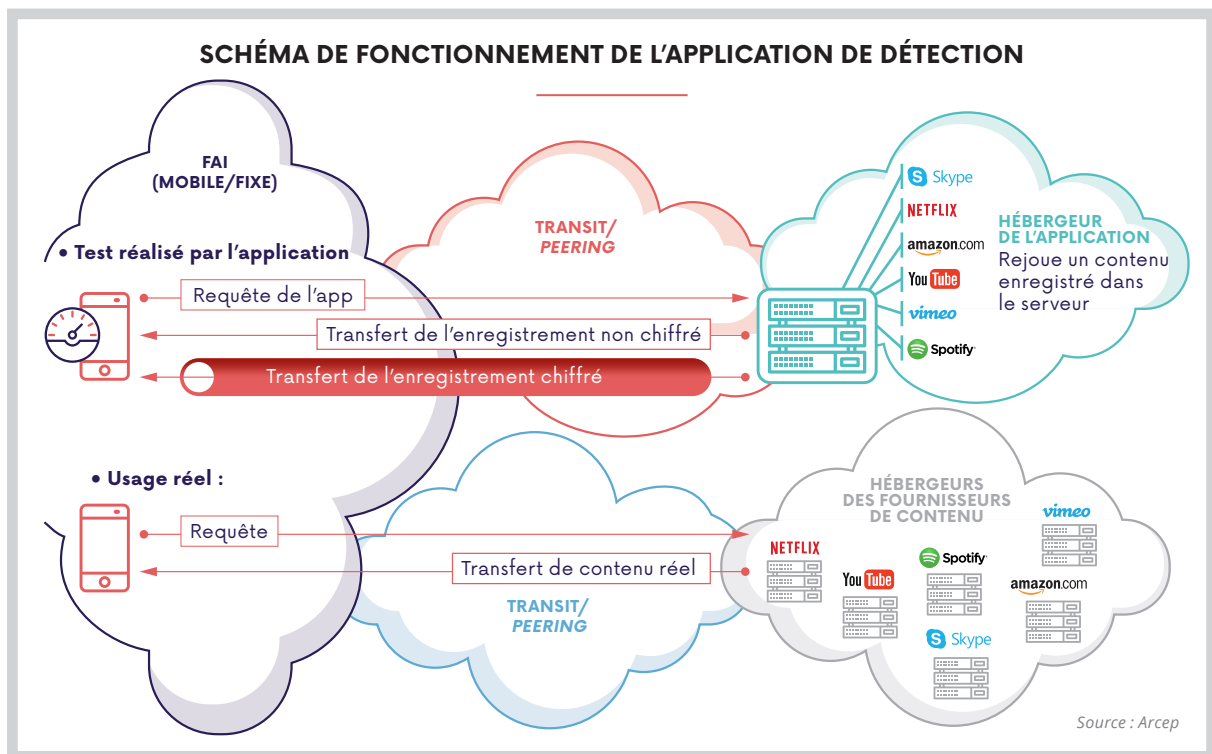 SCHÉMA DE FONCTIONNEMENT DE L'APPLICATION DE DÉTECTION
FAI
(MOBILE/FIXE)
• Test réalisé par l'application
Requête de l'app
Transfert de l'enregistrement non chiffré
Transfert de l'enregistrement chiffré
TRANSIT/
PEERING
S Skype
NETFLIX
amazon.com
YouTube
vimeo
Spotify
HÉBERGEUR
DE L'APPLICATION
Rejoue un contenu
enregistré dans
le serveur
• Usage réel :
Requête
Transfert de contenu réel
TRANSIT/
PEERING
HÉBERGEURS
DES FOURNISSEURS
DE CONTENU
NETFLIX
YouTube
Spotify
S Skype
vimeo
amazon.com
Source : Arcep